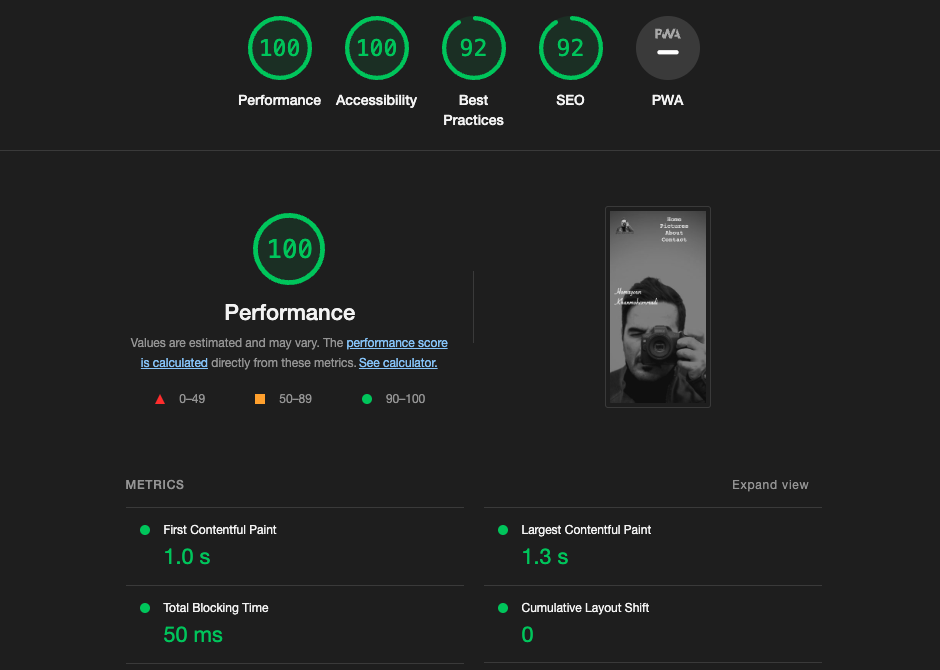 100
100
92
92
PWA
Performance
Accessibility
Best
Practices
SEO
PWA
100
Performance
Values are estimated and may vary. The performance score
is calculated directly from these metrics. See calculator.
0–49
50–89
90–100
Home
Pictures
About
Contact
Homayoun
Khanmohammadi
METRICS
Expand view
First Contentful Paint
1.0 s
Largest Contentful Paint
1.3 s
Total Blocking Time
50 ms
Cumulative Layout Shift
0